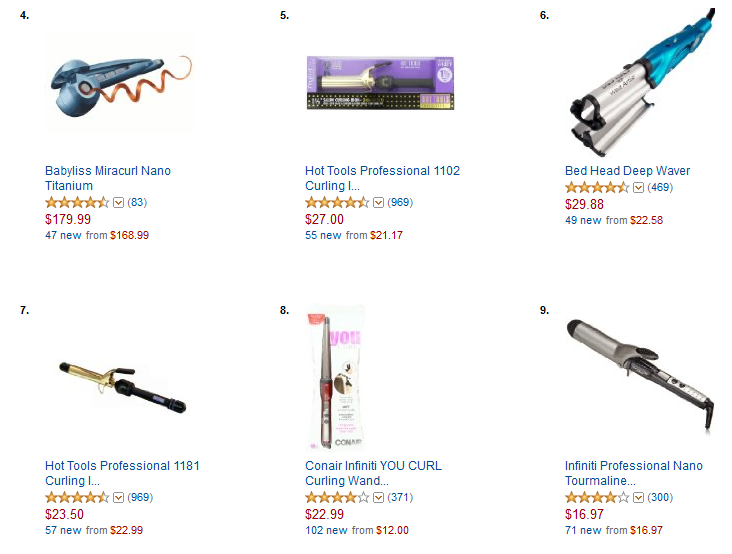 4.
Babyliss Miracurl Nano
Titanium
(83)
$179.99
47 new from $168.99
5.
Hot Tools Professional 1102
Curling I...
(969)
$27.00
55 new from $21.17
6.
Bed Head Deep Waver
(469)
$29.88
49 new from $22.58
7.
Hot Tools Professional 1181
Curling I...
(969)
$23.50
57 new from $22.99
8.
you
CONAIR
Conair Infiniti YOU CURL
Curling Wand...
(371)
$22.99
102 new from $12.00
9.
Infiniti Professional Nano
Tourmaline...
(300)
$16.97
71 new from $16.97